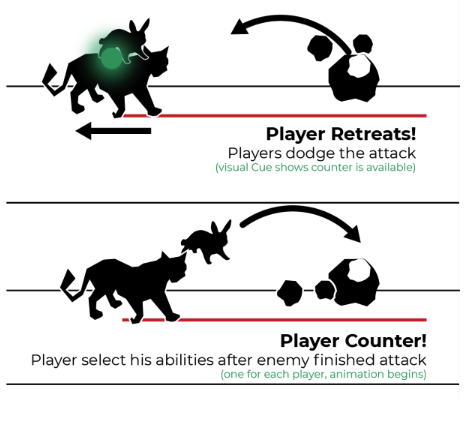 Player Retreats!
Players dodge the attack
(visual Cue shows counter is available)
Player Counter!
Player select his abilities after enemy finished attack
(one for each player, animation begins)